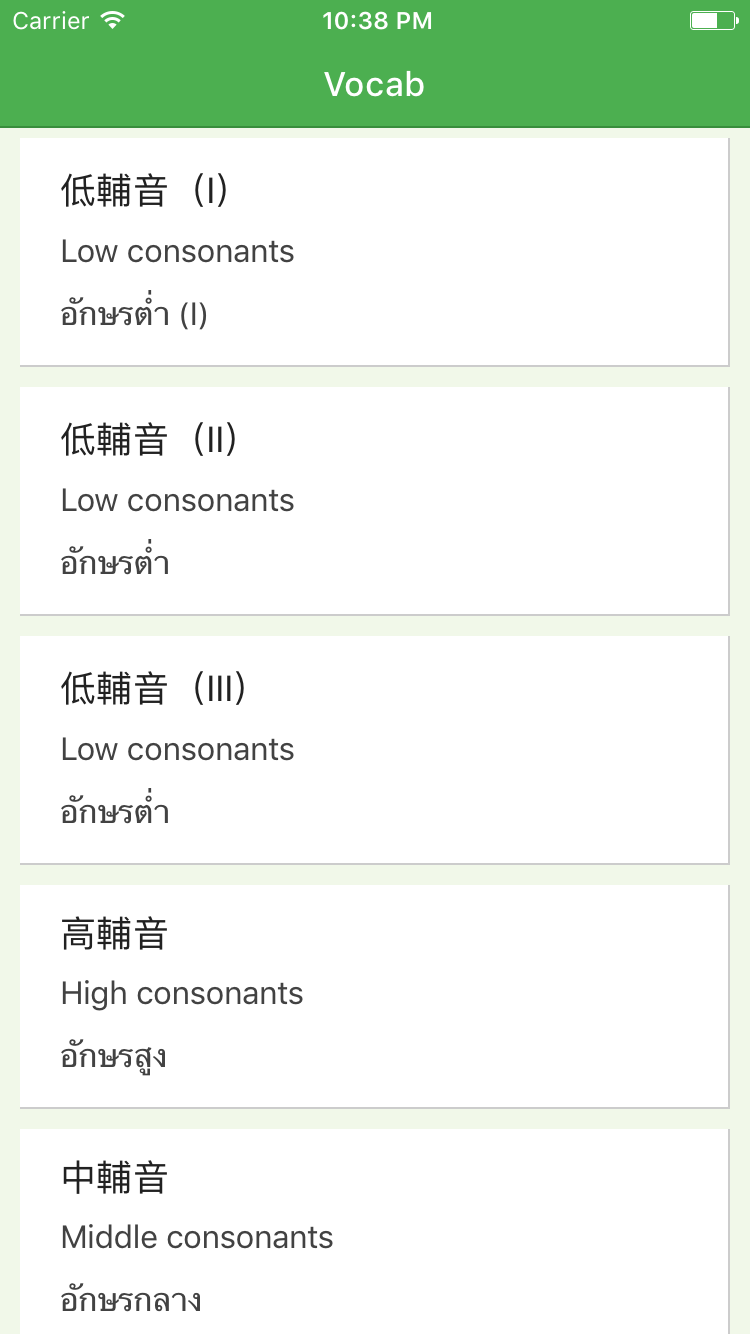 Carrier 10:38 PM
Vocab
低輔音（I）
Low consonants
อักษรต่ำ (I)
低輔音（II）
Low consonants
อักษรต่ำ
低輔音（III）
Low consonants
อักษรต่ำ
高輔音
High consonants
อักษรสูง
中輔音
Middle consonants
อักษรกลาง